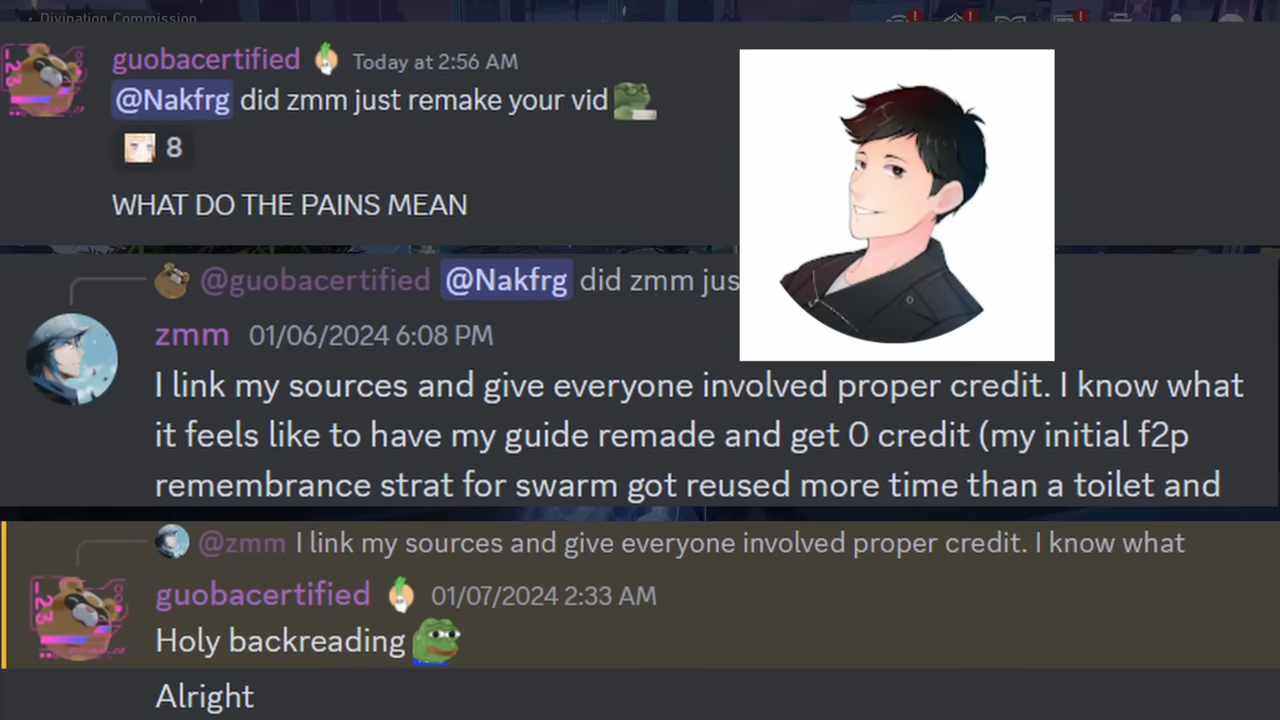 Divination Commission
guobacertified Today at 2:56 AM
@Nakfrg did zmm just remake your vid
8
WHAT DO THE PAINS MEAN
@guobacertified @Nakfrg did zmm jus
zmm 01/06/2024 6:08 PM
I link my sources and give everyone involved proper credit. I know what
it feels like to have my guide remade and get 0 credit (my initial f2p
remembrance strat for swarm got reused more time than a toilet and
@zmm I link my sources and give everyone involved proper credit. I know what
guobacertified 01/07/2024 2:33 AM
Holy backreading
Alright